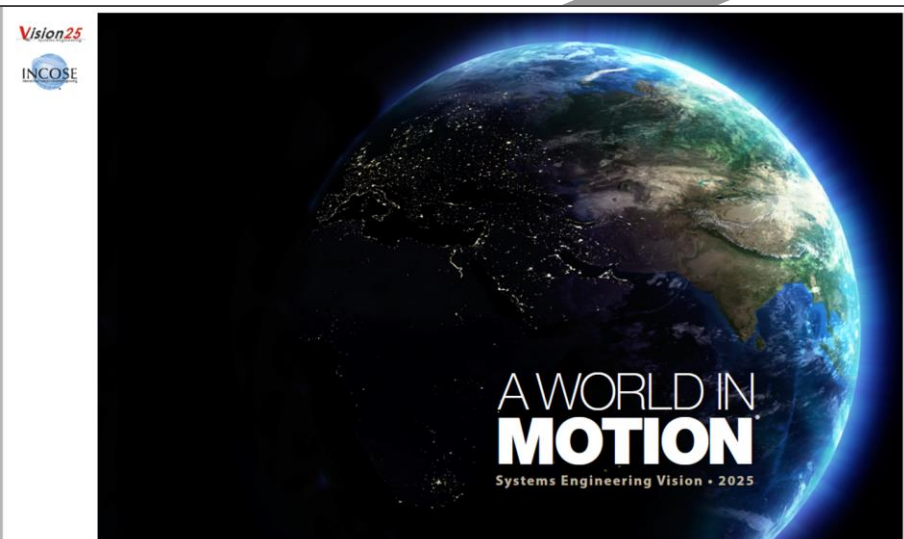 Vision25
INCOSE
A WORLD IN
MOTION
Systems Engineering Vision • 2025